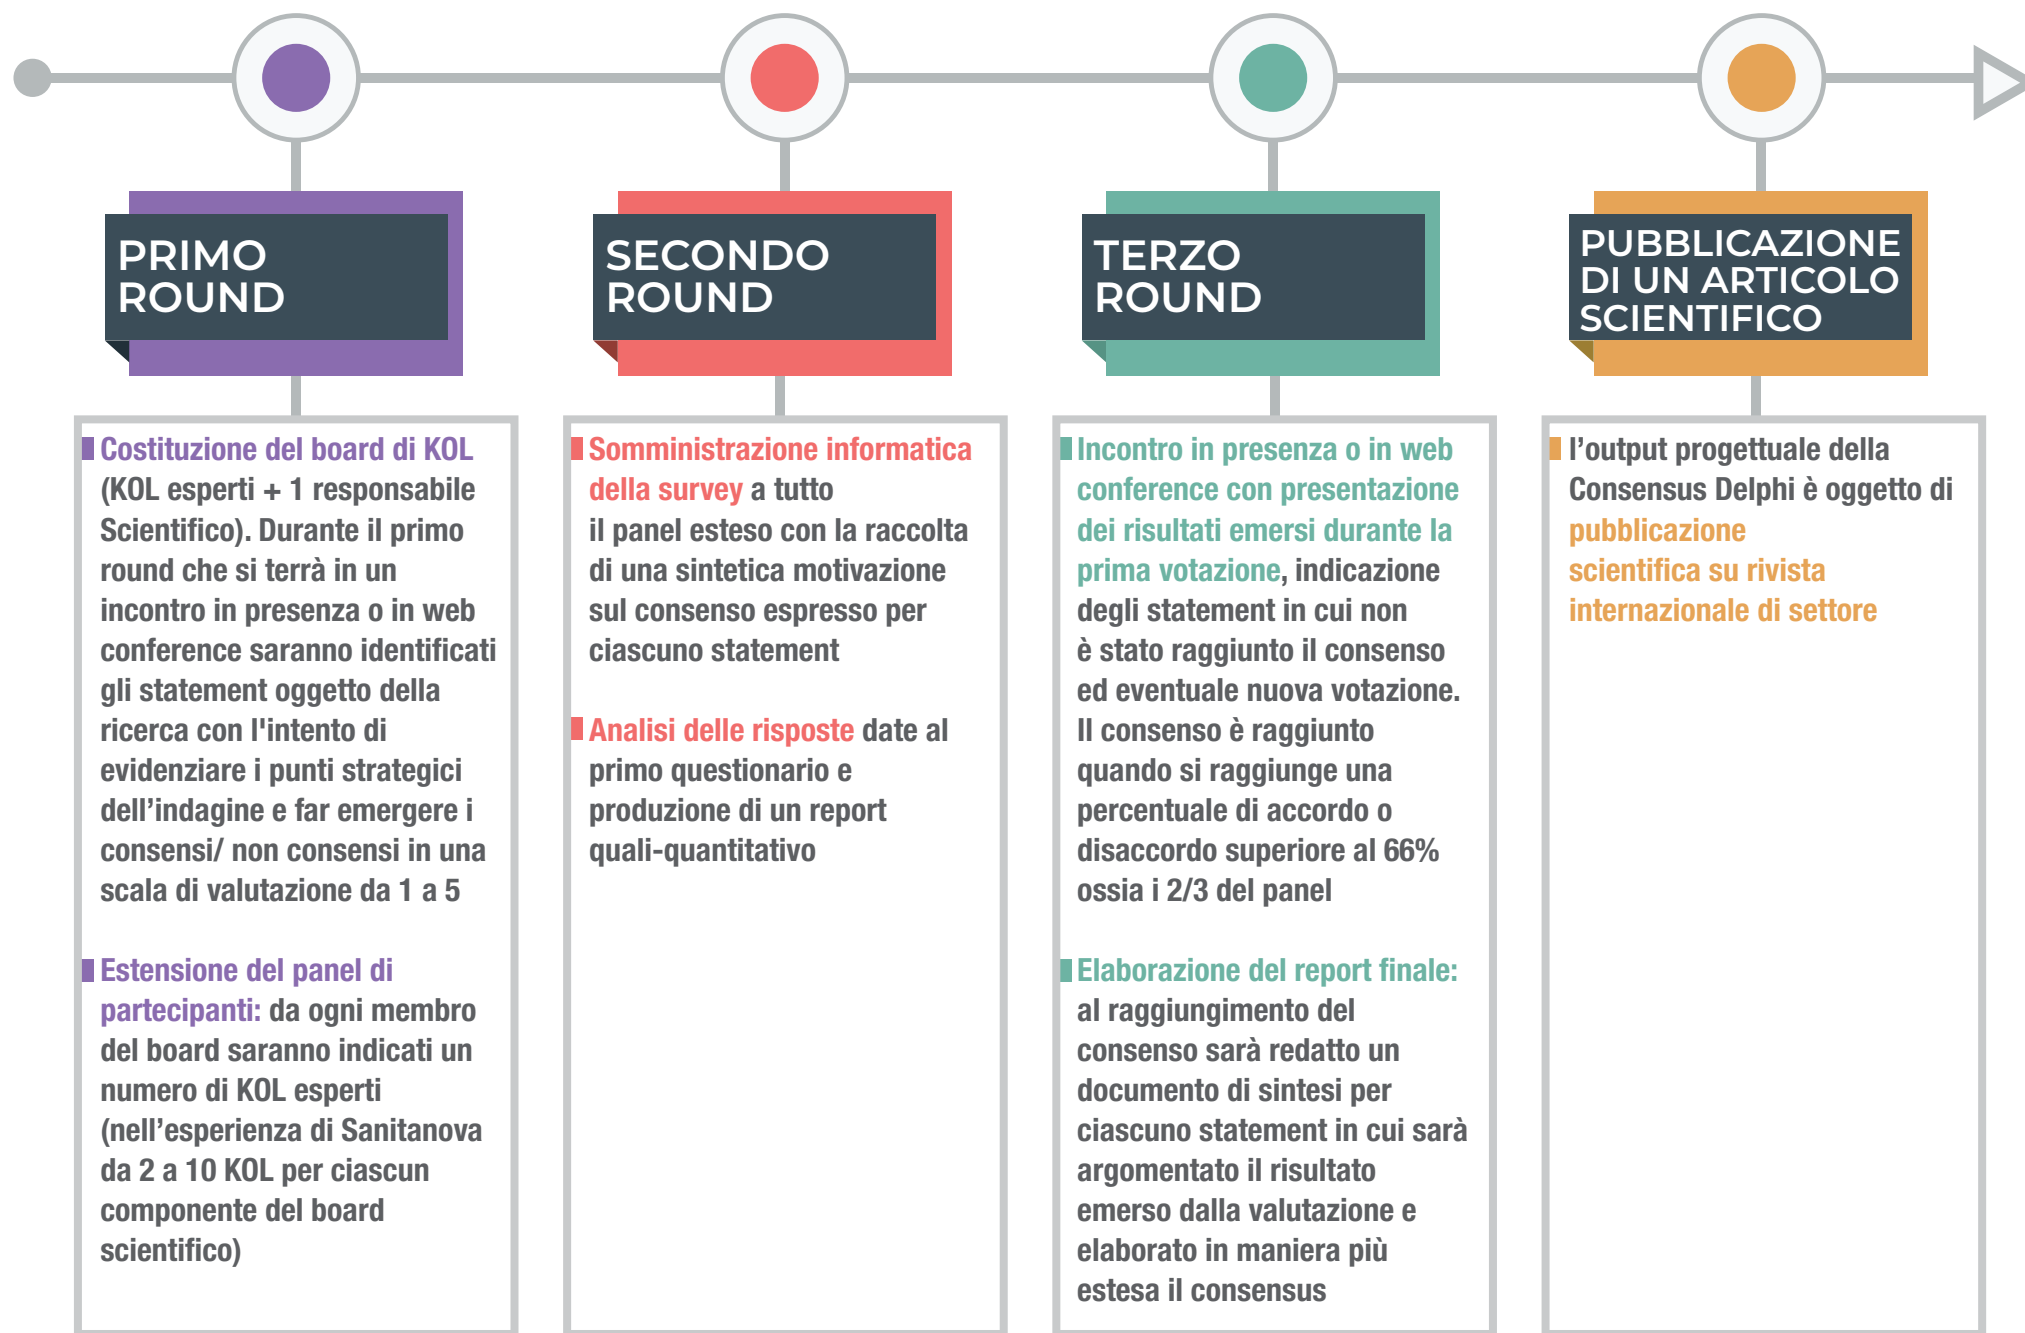 PRIMO
ROUND
Costituzione del board di KOL
(KOL esperti + 1 responsabile
Scientifico). Durante il primo
round che si terrà in un
incontro in presenza o in web
conference saranno identificati
gli statement oggetto della
ricerca con l'intento di
evidenziare i punti strategici
dell’indagine e far emergere i
consensi/ non consensi in una
scala di valutazione da 1 a 5
Estensione del panel di
partecipanti: da ogni membro
del board saranno indicati un
numero di KOL esperti
(nell’esperienza di Sanitanova
da 2 a 10 KOL per ciascun
componente del board
scientifico)
SECONDO
ROUND
Somministrazione informatica
della survey a tutto
il panel esteso con la raccolta
di una sintetica motivazione
sul consenso espresso per
ciascuno statement
Analisi delle risposte date al
primo questionario e
produzione di un report
quali-quantitativo
TERZO
ROUND
Incontro in presenza o in web
conference con presentazione
dei risultati emersi durante la
prima votazione, indicazione
degli statement in cui non
è stato raggiunto il consenso
ed eventuale nuova votazione.
Il consenso è raggiunto
quando si raggiunge una
percentuale di accordo o
disaccordo superiore al 66%
ossia i 2/3 del panel
Elaborazione del report finale:
al raggiungimento del
consenso sarà redatto un
documento di sintesi per
ciascuno statement in cui sarà
argomentato il risultato
emerso dalla valutazione e
elaborato in maniera più
estesa il consensus
PUBBLICAZIONE
DI UN ARTICOLO
SCIENTIFICO
l’output progettuale della
Consensus Delphi è oggetto di
pubblicazione
scientifica su rivista
internazionale di settore